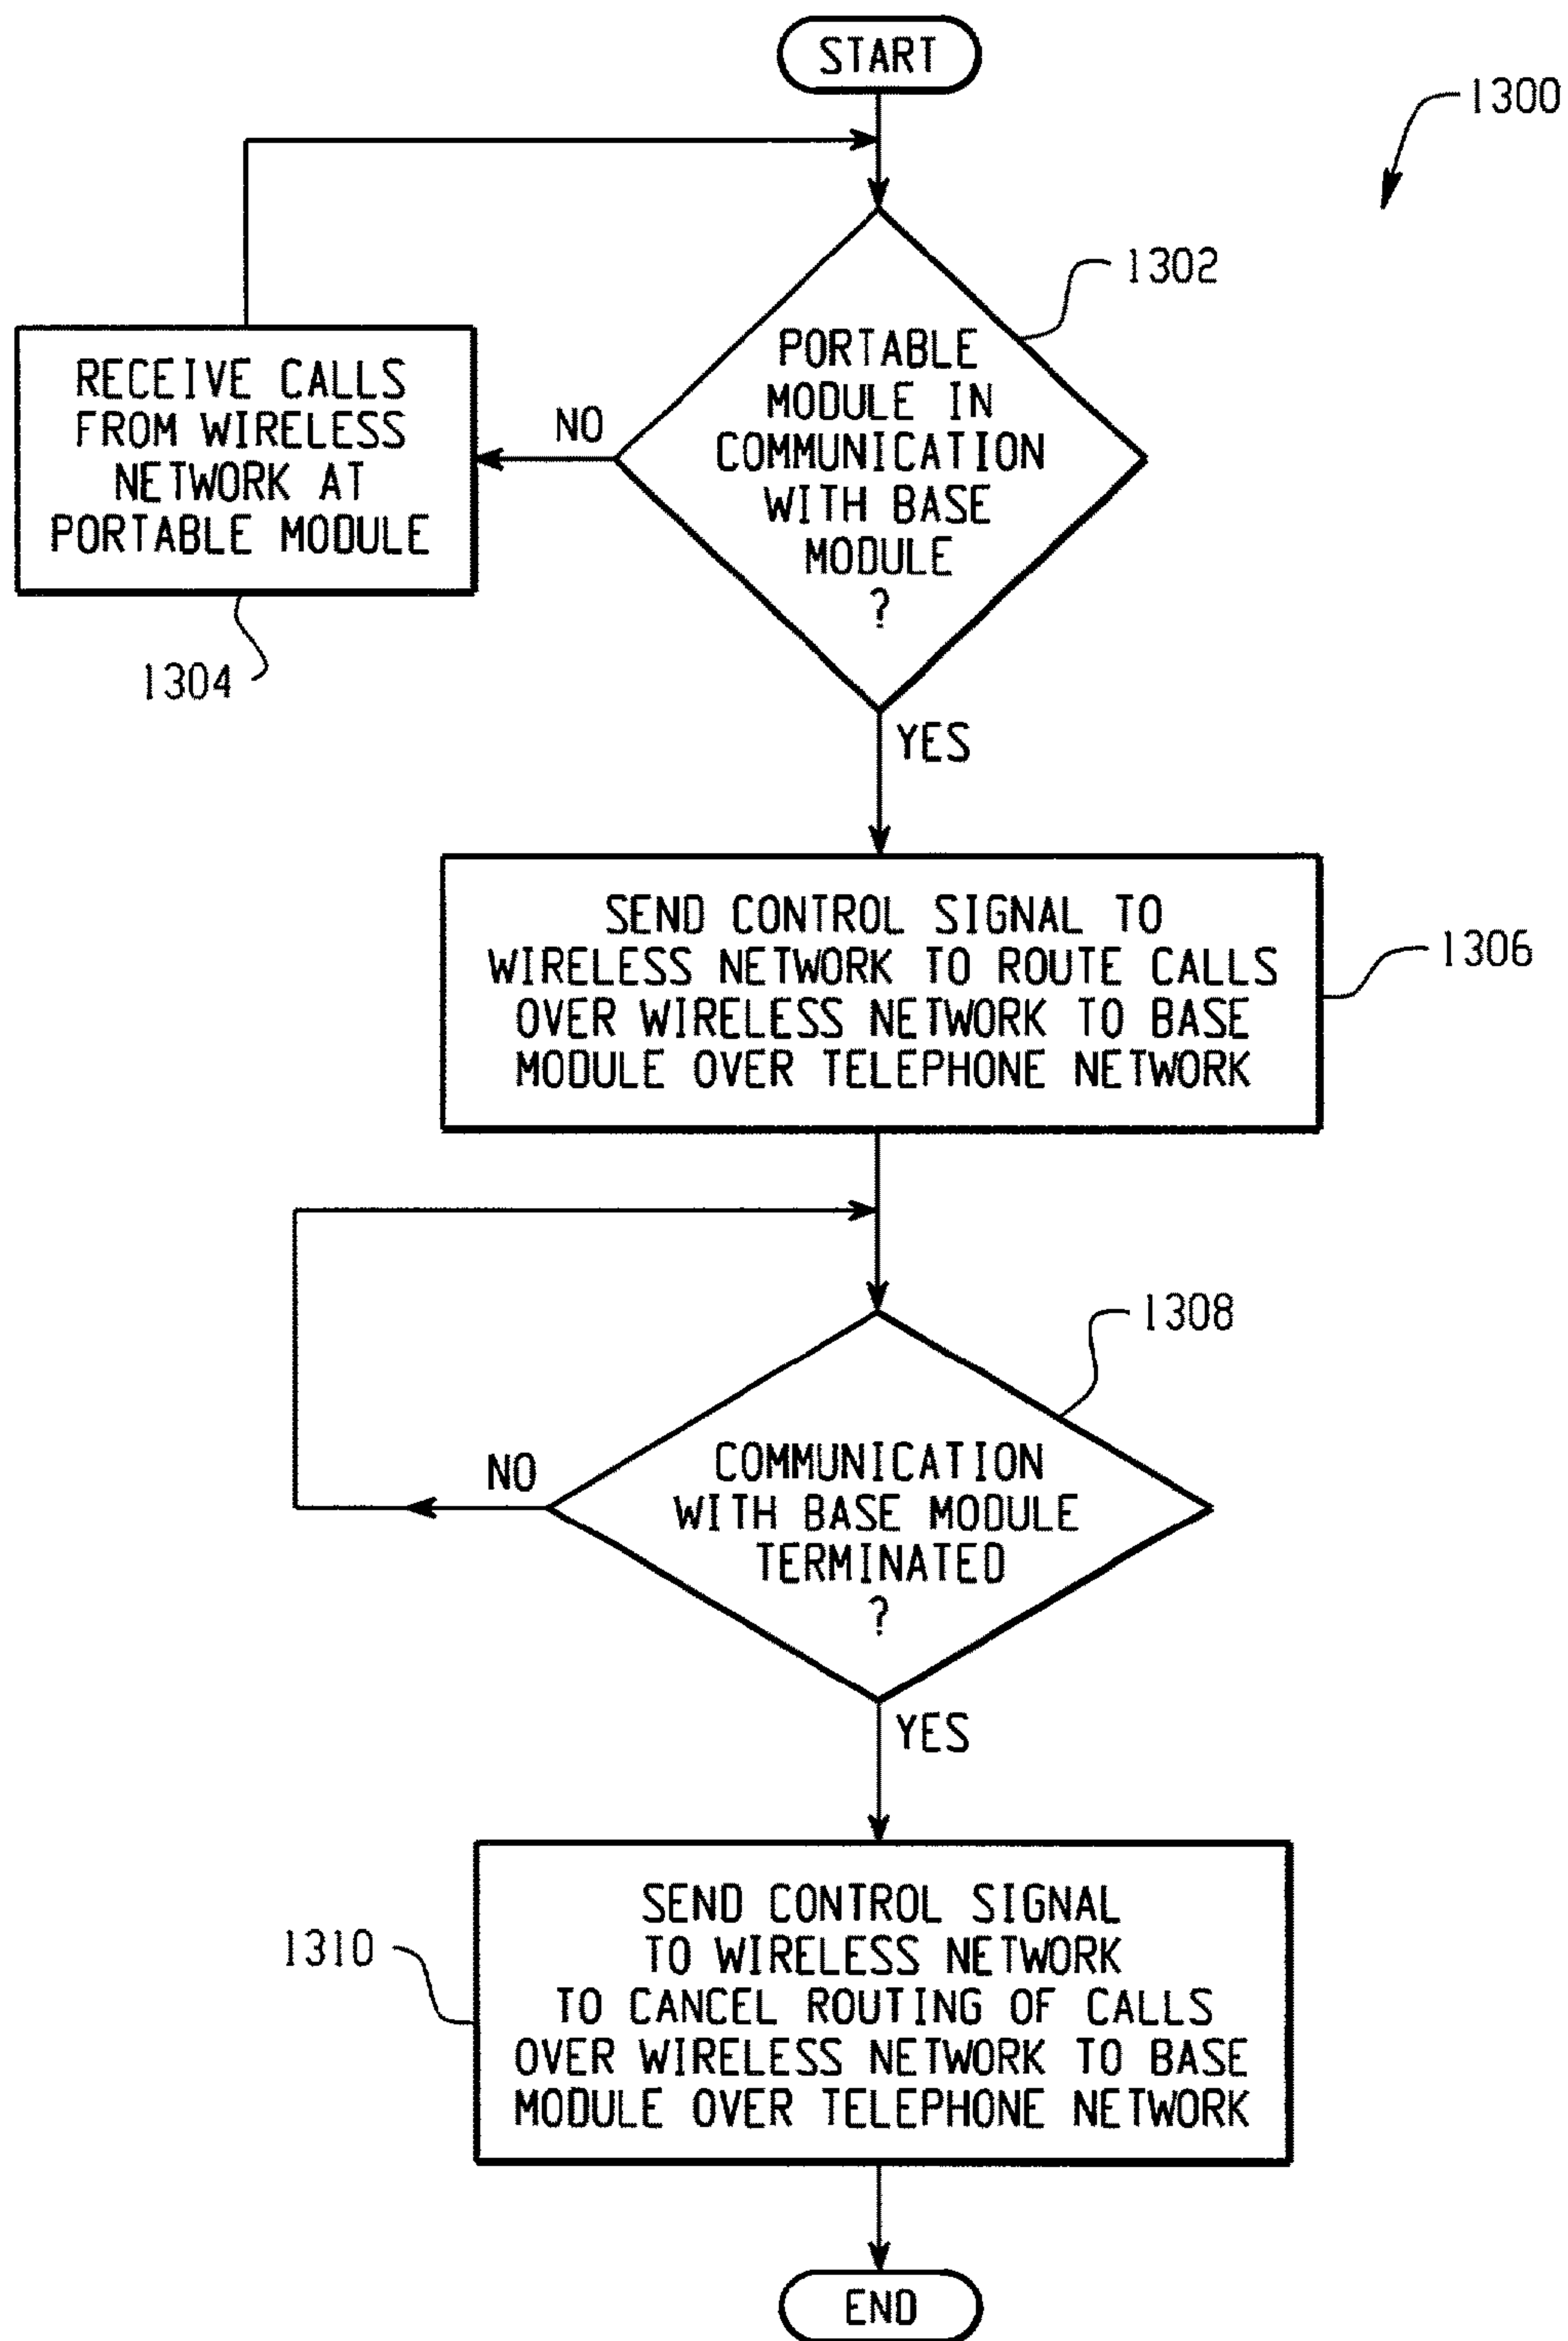 START
1300
1302
PORTABLE
MODULE IN
COMMUNICATION
WITH BASE
MODULE
?
NO
RECEIVE CALLS
FROM WIRELESS
NETWORK AT
PORTABLE MODULE
1304
YES
SEND CONTROL SIGNAL TO
WIRELESS NETWORK TO ROUTE CALLS
OVER WIRELESS NETWORK TO BASE
MODULE OVER TELEPHONE NETWORK
1306
1308
COMMUNICATION
WITH BASE MODULE
TERMINATED
?
NO
YES
SEND CONTROL SIGNAL
TO WIRELESS NETWORK
TO CANCEL ROUTING OF CALLS
OVER WIRELESS NETWORK TO BASE
MODULE OVER TELEPHONE NETWORK
1310
END